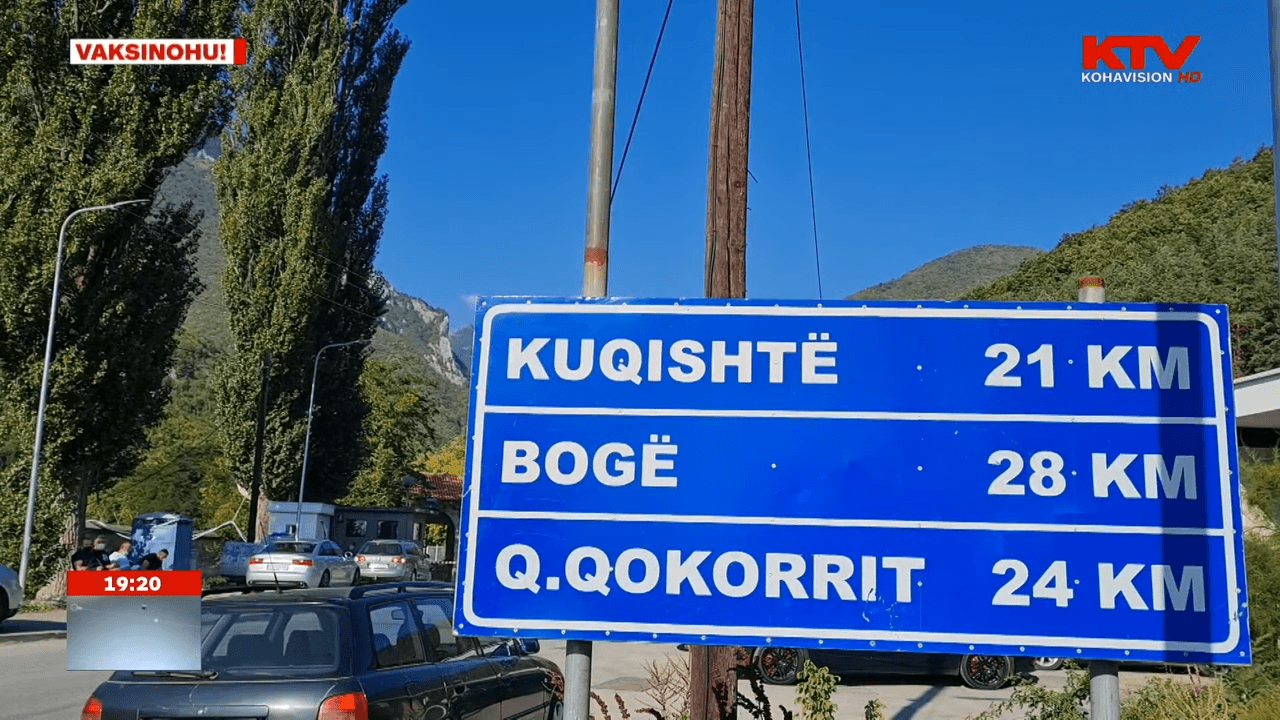 VAKSINOHU!
KTV
KOHAVISION HD
KUQISHTË 21 KM
BOGË 28 KM
Q.QOKORRIT 24 KM
19:20